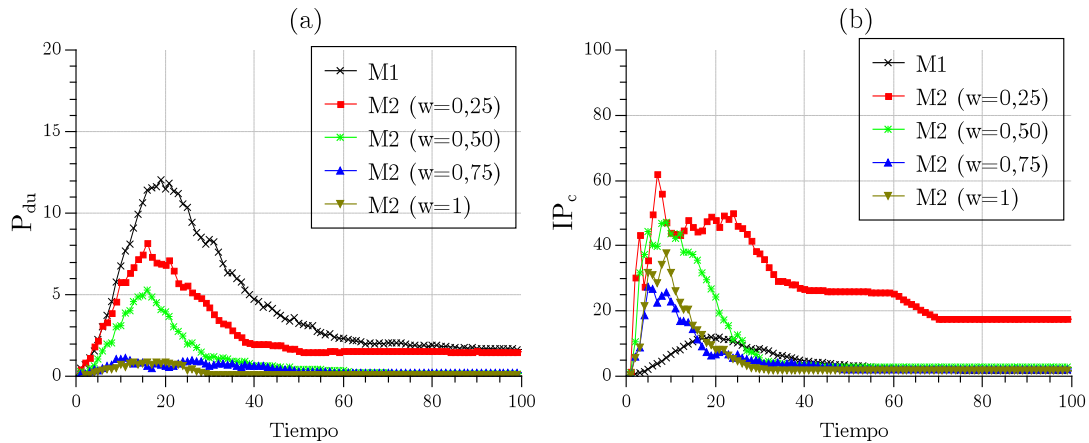 (a)
20
15
10
5
0
P_du
0
20
40
60
80
100
Tiempo
M1
M2 (w=0,25)
M2 (w=0,50)
M2 (w=0,75)
M2 (w=1)
(b)
100
80
60
40
20
0
IP_c
0
20
40
60
80
100
Tiempo
M1
M2 (w=0,25)
M2 (w=0,50)
M2 (w=0,75)
M2 (w=1)